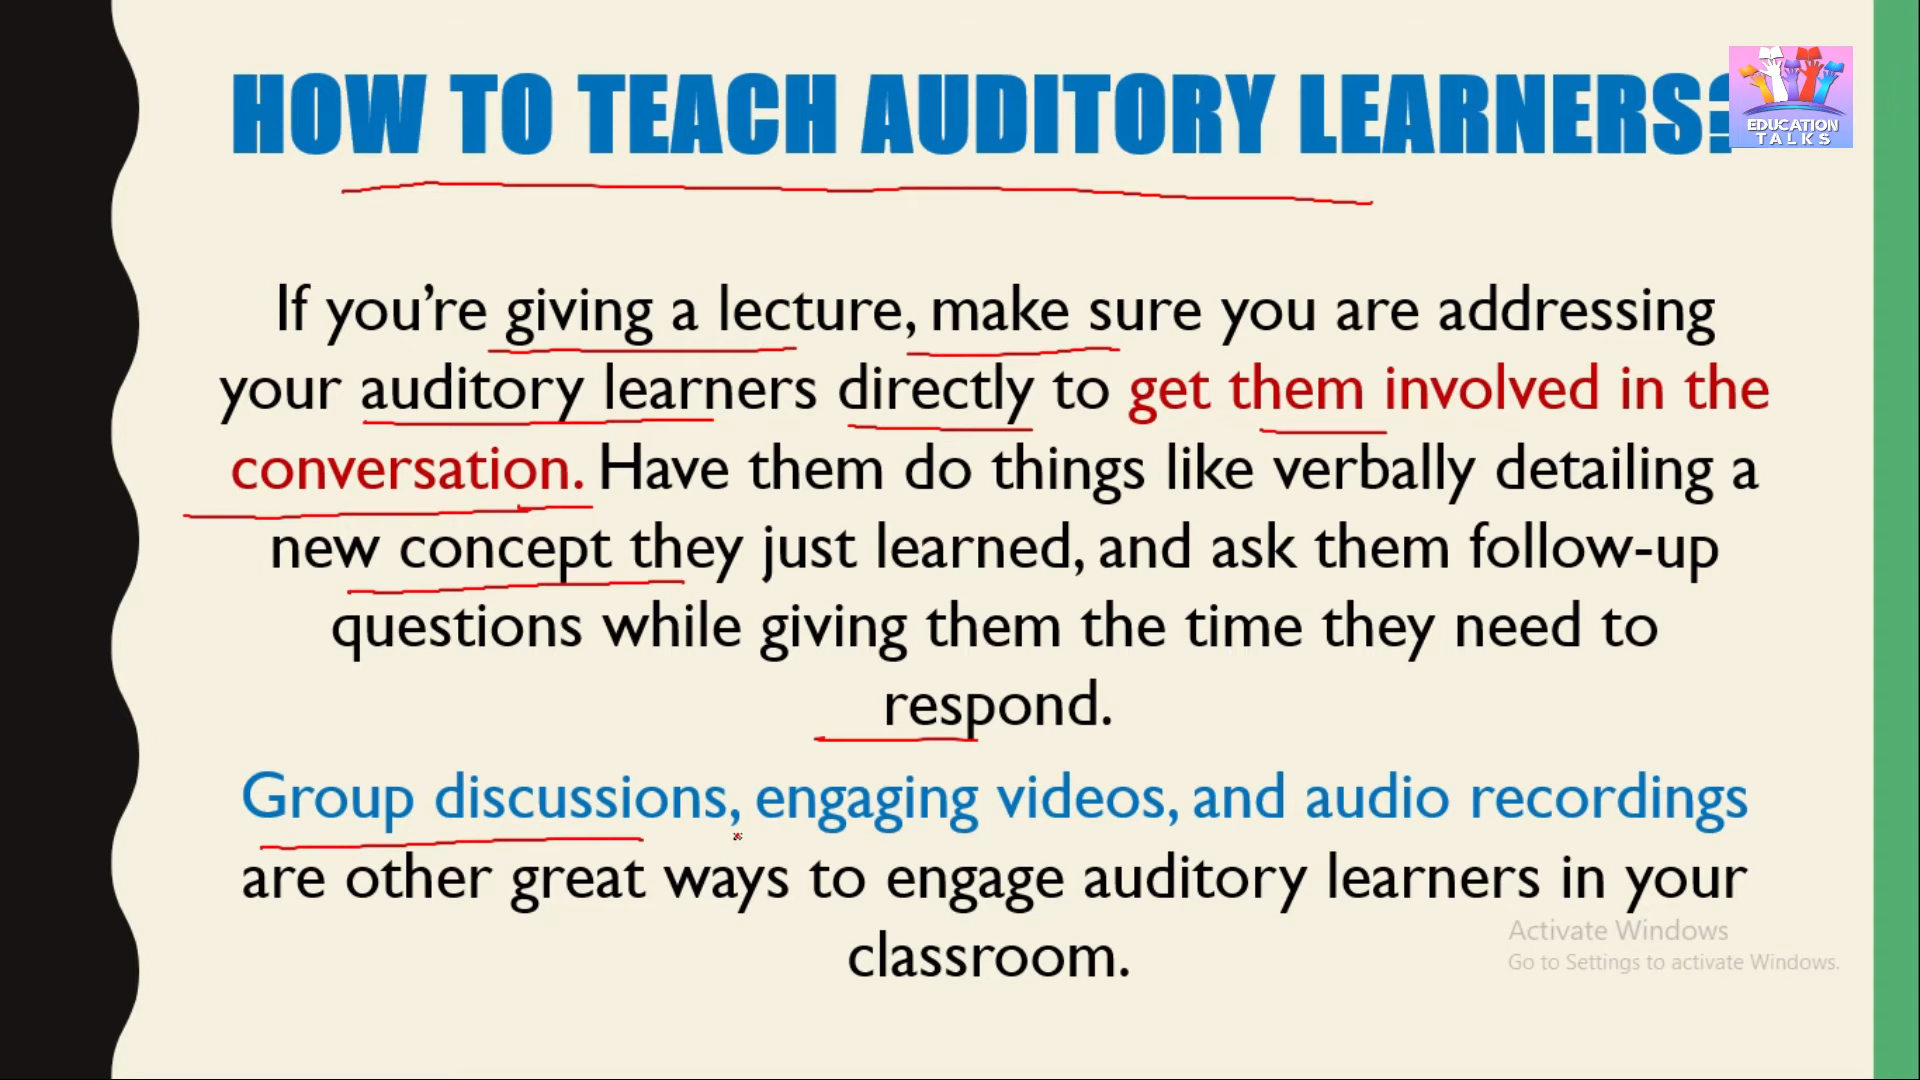 HOW TO TEACH AUDITORY LEARNERS?
EDUCATION
TALKS
If you're giving a lecture, make sure you are addressing
your auditory learners directly to get them involved in the
conversation. Have them do things like verbally detailing a
new concept they just learned, and ask them follow-up
questions while giving them the time they need to
respond.
Group discussions, engaging videos, and audio recordings
are other great ways to engage auditory learners in your
classroom.
Activate Windows
Go to Settings to activate Windows.